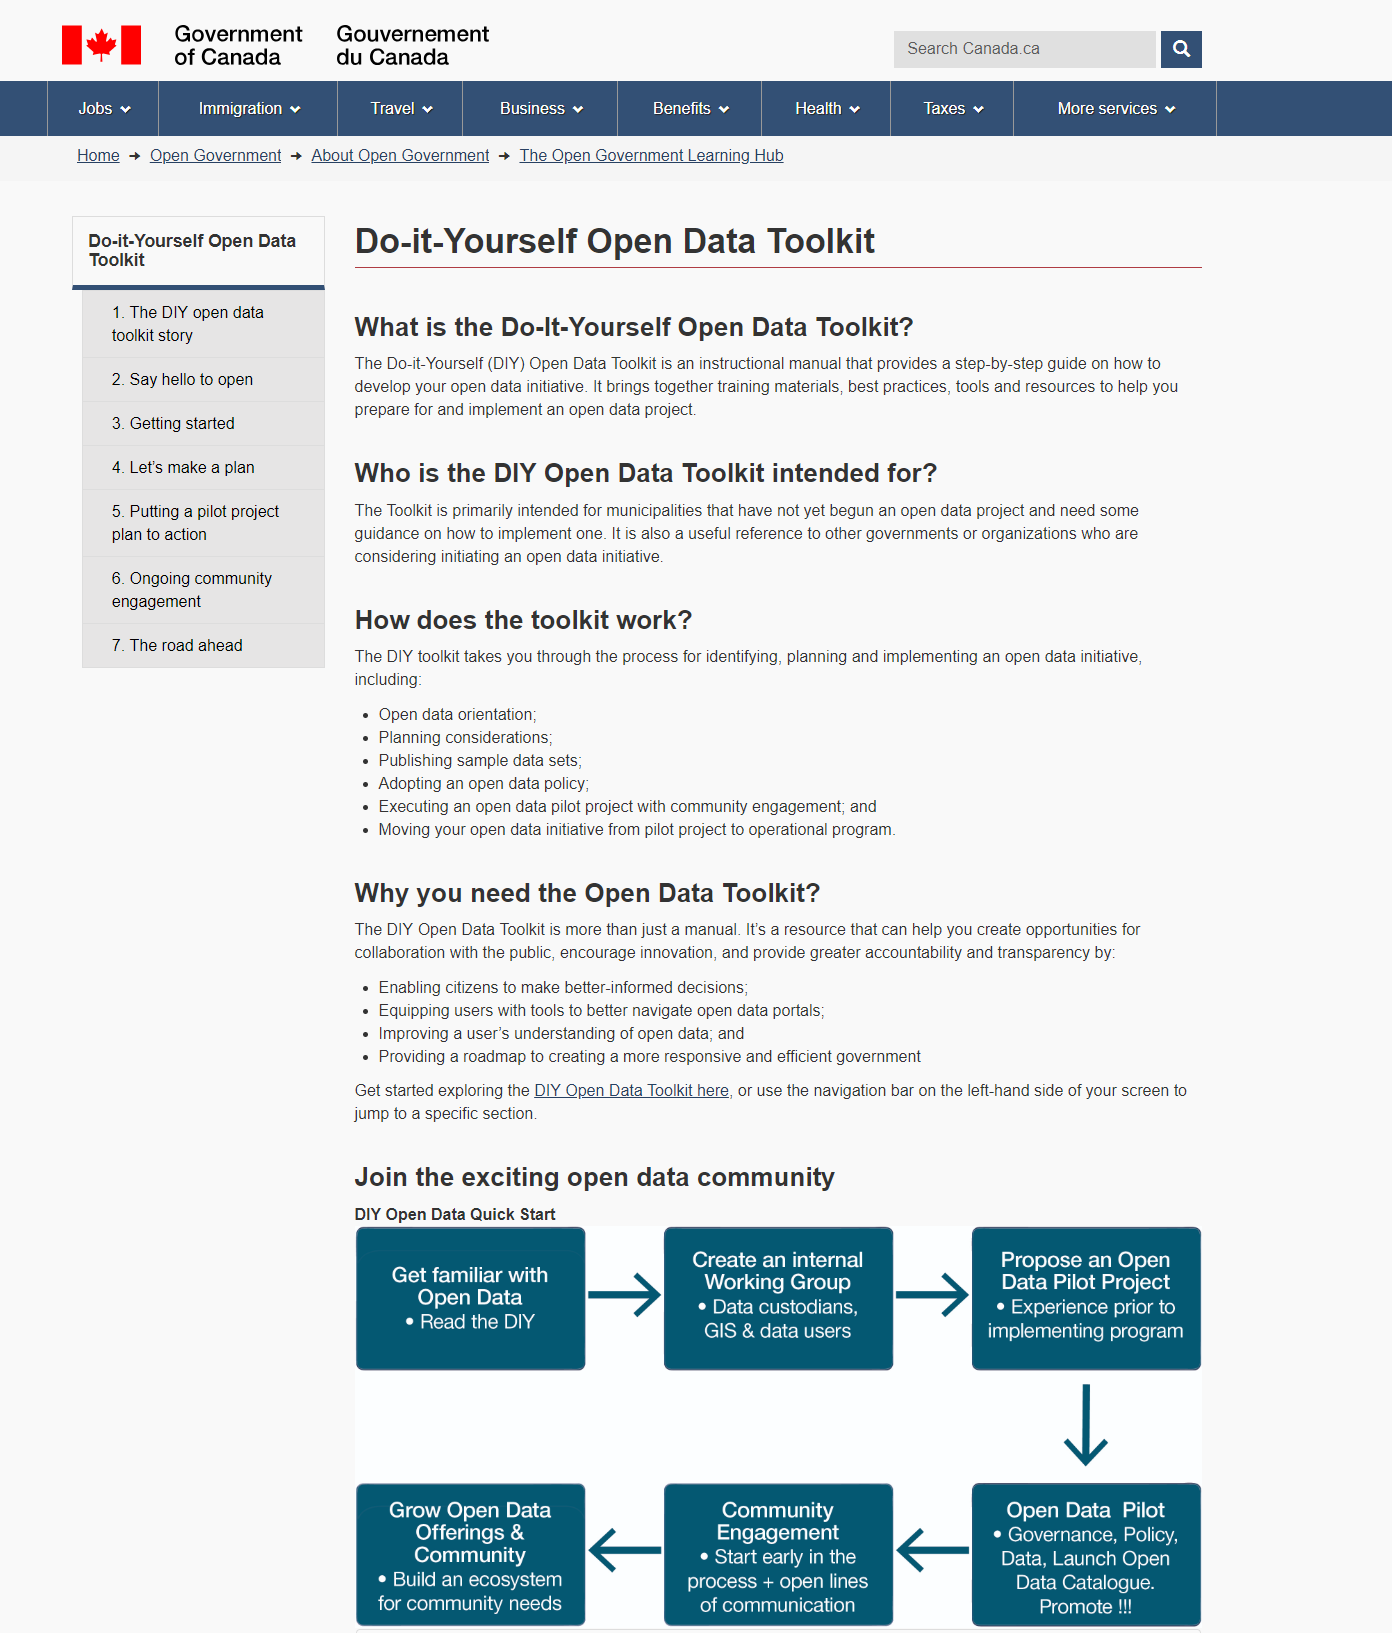 Government of Canada
Gouvernement du Canada
Search Canada.ca
Jobs
Immigration
Travel
Business
Benefits
Health
Taxes
More services
Home → Open Government → About Open Government → The Open Government Learning Hub
Do-it-Yourself Open Data
Toolkit
1. The DIY open data
toolkit story
2. Say hello to open
3. Getting started
4. Let’s make a plan
5. Putting a pilot project
plan to action
6. Ongoing community
engagement
7. The road ahead
Do-it-Yourself Open Data Toolkit
What is the Do-It-Yourself Open Data Toolkit?
The Do-it-Yourself (DIY) Open Data Toolkit is an instructional manual that provides a step-by-step guide on how to
develop your open data initiative. It brings together training materials, best practices, tools and resources to help you
prepare for and implement an open data project.
Who is the DIY Open Data Toolkit intended for?
The Toolkit is primarily intended for municipalities that have not yet begun an open data project and need some
guidance on how to implement one. It is also a useful reference to other governments or organizations who are
considering initiating an open data initiative.
How does the toolkit work?
The DIY toolkit takes you through the process for identifying, planning and implementing an open data initiative,
including:
• Open data orientation;
• Planning considerations;
• Publishing sample data sets;
• Adopting an open data policy;
• Executing an open data pilot project with community engagement; and
• Moving your open data initiative from pilot project to operational program.
Why you need the Open Data Toolkit?
The DIY Open Data Toolkit is more than just a manual. It’s a resource that can help you create opportunities for
collaboration with the public, encourage innovation, and provide greater accountability and transparency by:
• Enabling citizens to make better-informed decisions;
• Equipping users with tools to better navigate open data portals;
• Improving a user’s understanding of open data; and
• Providing a roadmap to creating a more responsive and efficient government
Get started exploring the DIY Open Data Toolkit here, or use the navigation bar on the left-hand side of your screen to
jump to a specific section.
Join the exciting open data community
DIY Open Data Quick Start
Get familiar with
Open Data
• Read the DIY
Create an internal
Working Group
• Data custodians,
GIS & data users
Propose an Open
Data Pilot Project
• Experience prior to
implementing program
Open Data Pilot
• Governance, Policy,
Data, Launch Open
Data Catalogue.
Promote !!!
Community
Engagement
• Start early in the
process + open lines
of communication
Grow Open Data
Offerings &
Community
• Build an ecosystem
for community needs